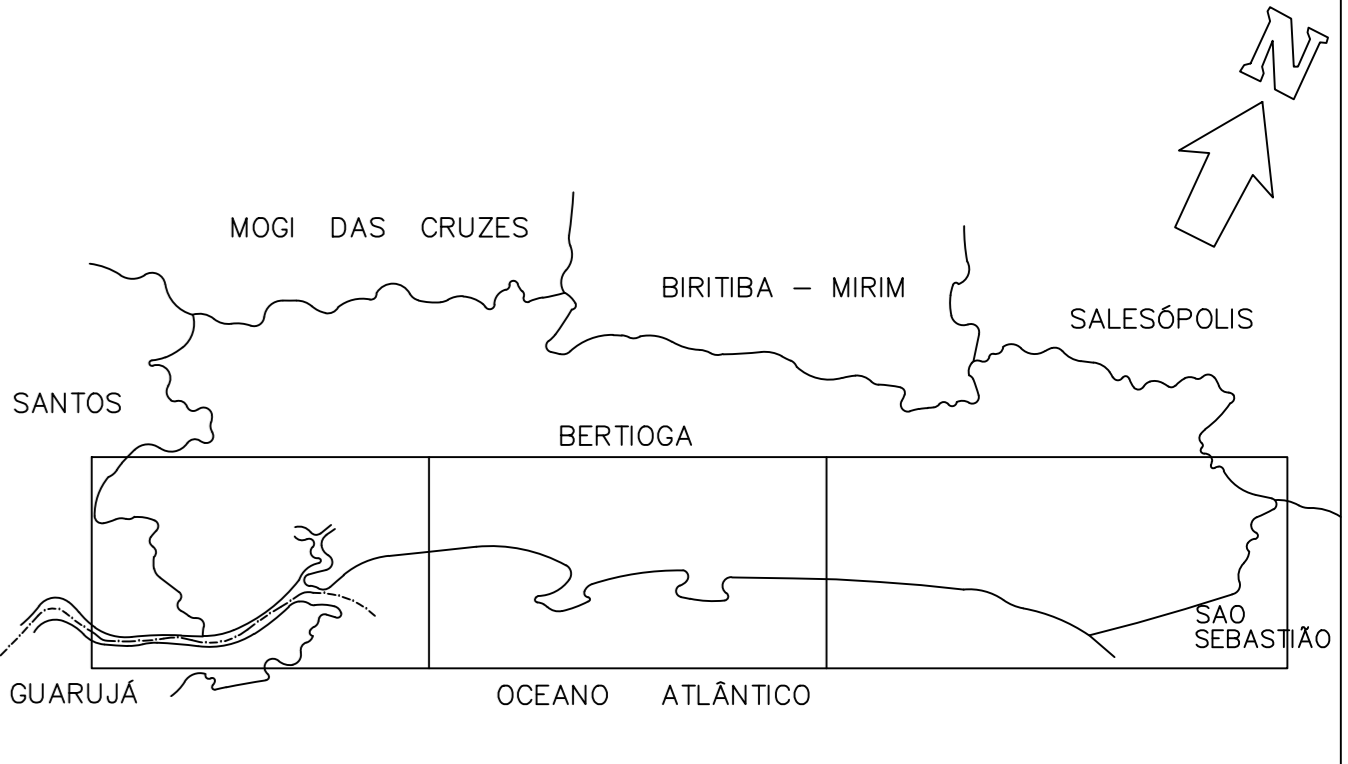 N
MOGI DAS CRUZES
BIRITIBA – MIRIM
SALESÓPOLIS
SANTOS
BERTIOGA
SAO
SEBASTIÃO
GUARUJÁ
OCEANO ATLÂNTICO